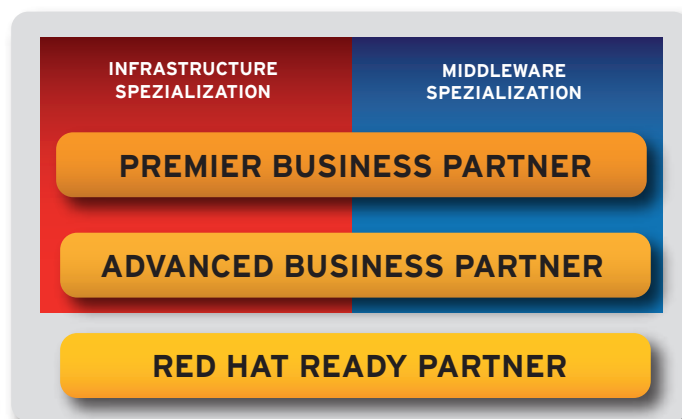 INFRASTRUCTURE
SPEZIALIZATION
MIDDLEWARE
SPEZIALIZATION
PREMIER BUSINESS PARTNER
ADVANCED BUSINESS PARTNER
RED HAT READY PARTNER